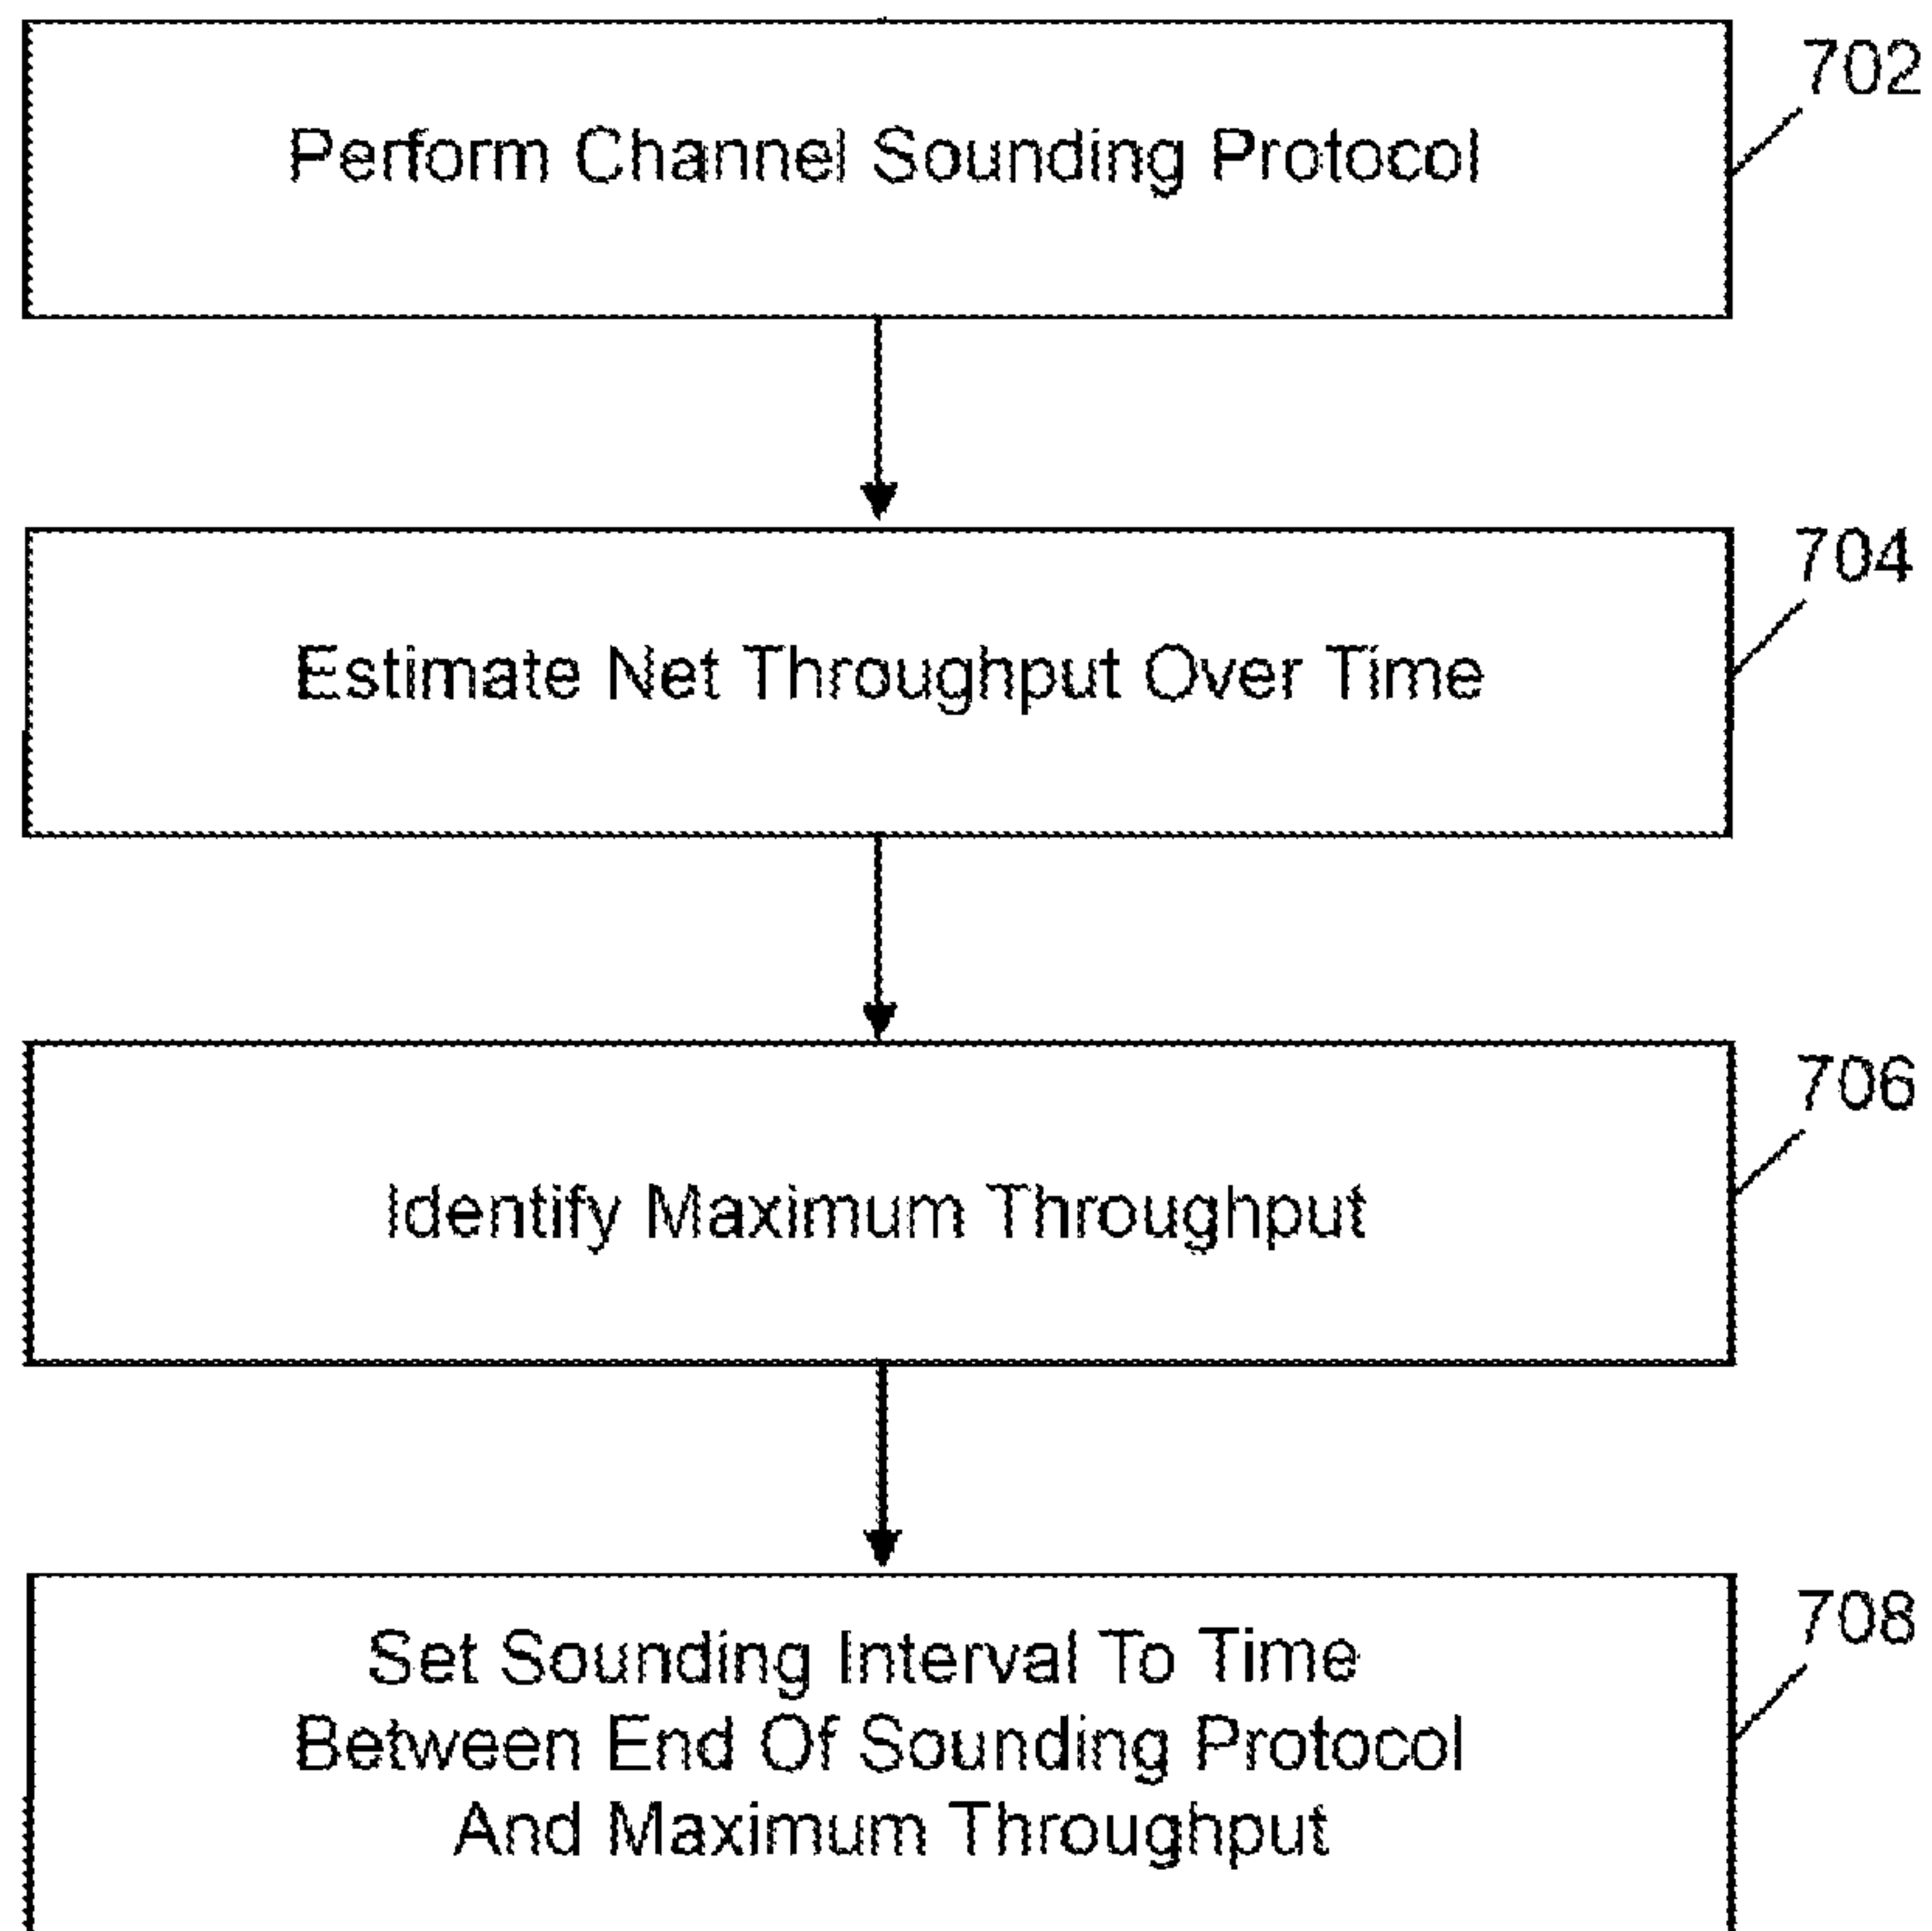 702
Perform Channel Sounding Protocol
704
Estimate Net Throughput Over Time
706
Identify Maximum Throughput
708
Set Sounding Interval To Time
Between End Of Sounding Protocol
And Maximum Throughput